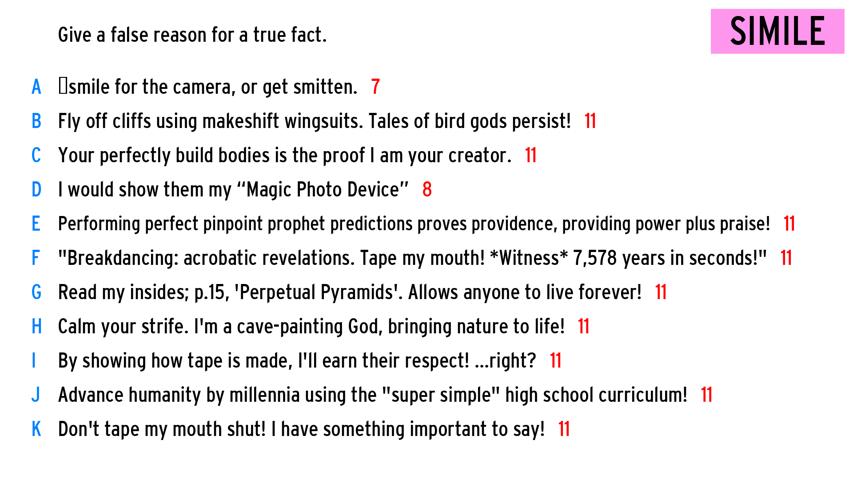 SIMILE
Give a false reason for a true fact.
A smile for the camera, or get smitten. 7
B Fly off cliffs using makeshift wingsuits. Tales of bird gods persist! 11
C Your perfectly build bodies is the proof I am your creator. 11
D I would show them my “Magic Photo Device” 8
E Performing perfect pinpoint prophet predictions proves providence, providing power plus praise! 11
F "Breakdancing: acrobatic revelations. Tape my mouth! *Witness* 7,578 years in seconds!" 11
G Read my insides; p.15, 'Perpetual Pyramids'. Allows anyone to live forever! 11
H Calm your strife. I'm a cave-painting God, bringing nature to life! 11
I By showing how tape is made, I'll earn their respect! ...right? 11
J Advance humanity by millennia using the "super simple" high school curriculum! 11
K Don't tape my mouth shut! I have something important to say! 11